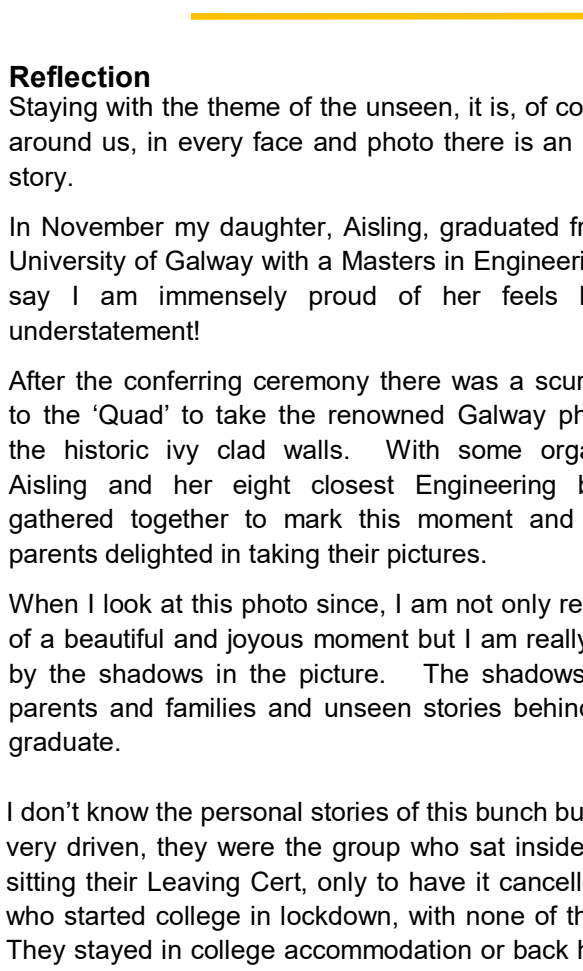 Reflection
Staying with the theme of the unseen, it is, of co
around us, in every face and photo there is an
story.
In November my daughter, Aisling, graduated fr
University of Galway with a Masters in Engineeri
say I am immensely proud of her feels
understatement!
After the conferring ceremony there was a scur
to the ‘Quad’ to take the renowned Galway ph
the historic ivy clad walls. With some orga
Aisling and her eight closest Engineering b
gathered together to mark this moment and
parents delighted in taking their pictures.
When I look at this photo since, I am not only re
of a beautiful and joyous moment but I am really
by the shadows in the picture. The shadows
parents and families and unseen stories behind
graduate.
I don’t know the personal stories of this bunch bu
very driven, they were the group who sat inside
sitting their Leaving Cert, only to have it cancelle
who started college in lockdown, with none of th
They stayed in college accommodation or back h